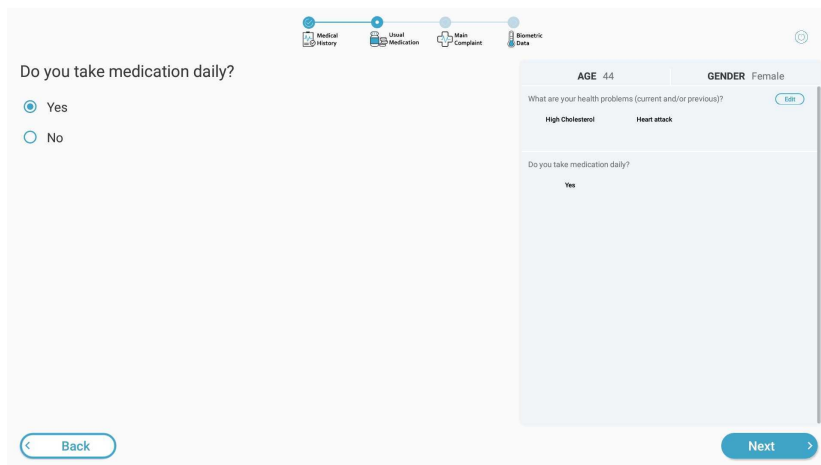 Medical
History
Usual
Medication
Main
Complaint
Biometric
Data
Do you take medication daily?
Yes
No
AGE 44 GENDER Female
What are your health problems (current and/or previous)? Edit
High Cholesterol Heart attack
Do you take medication daily?
Yes
Back
Next